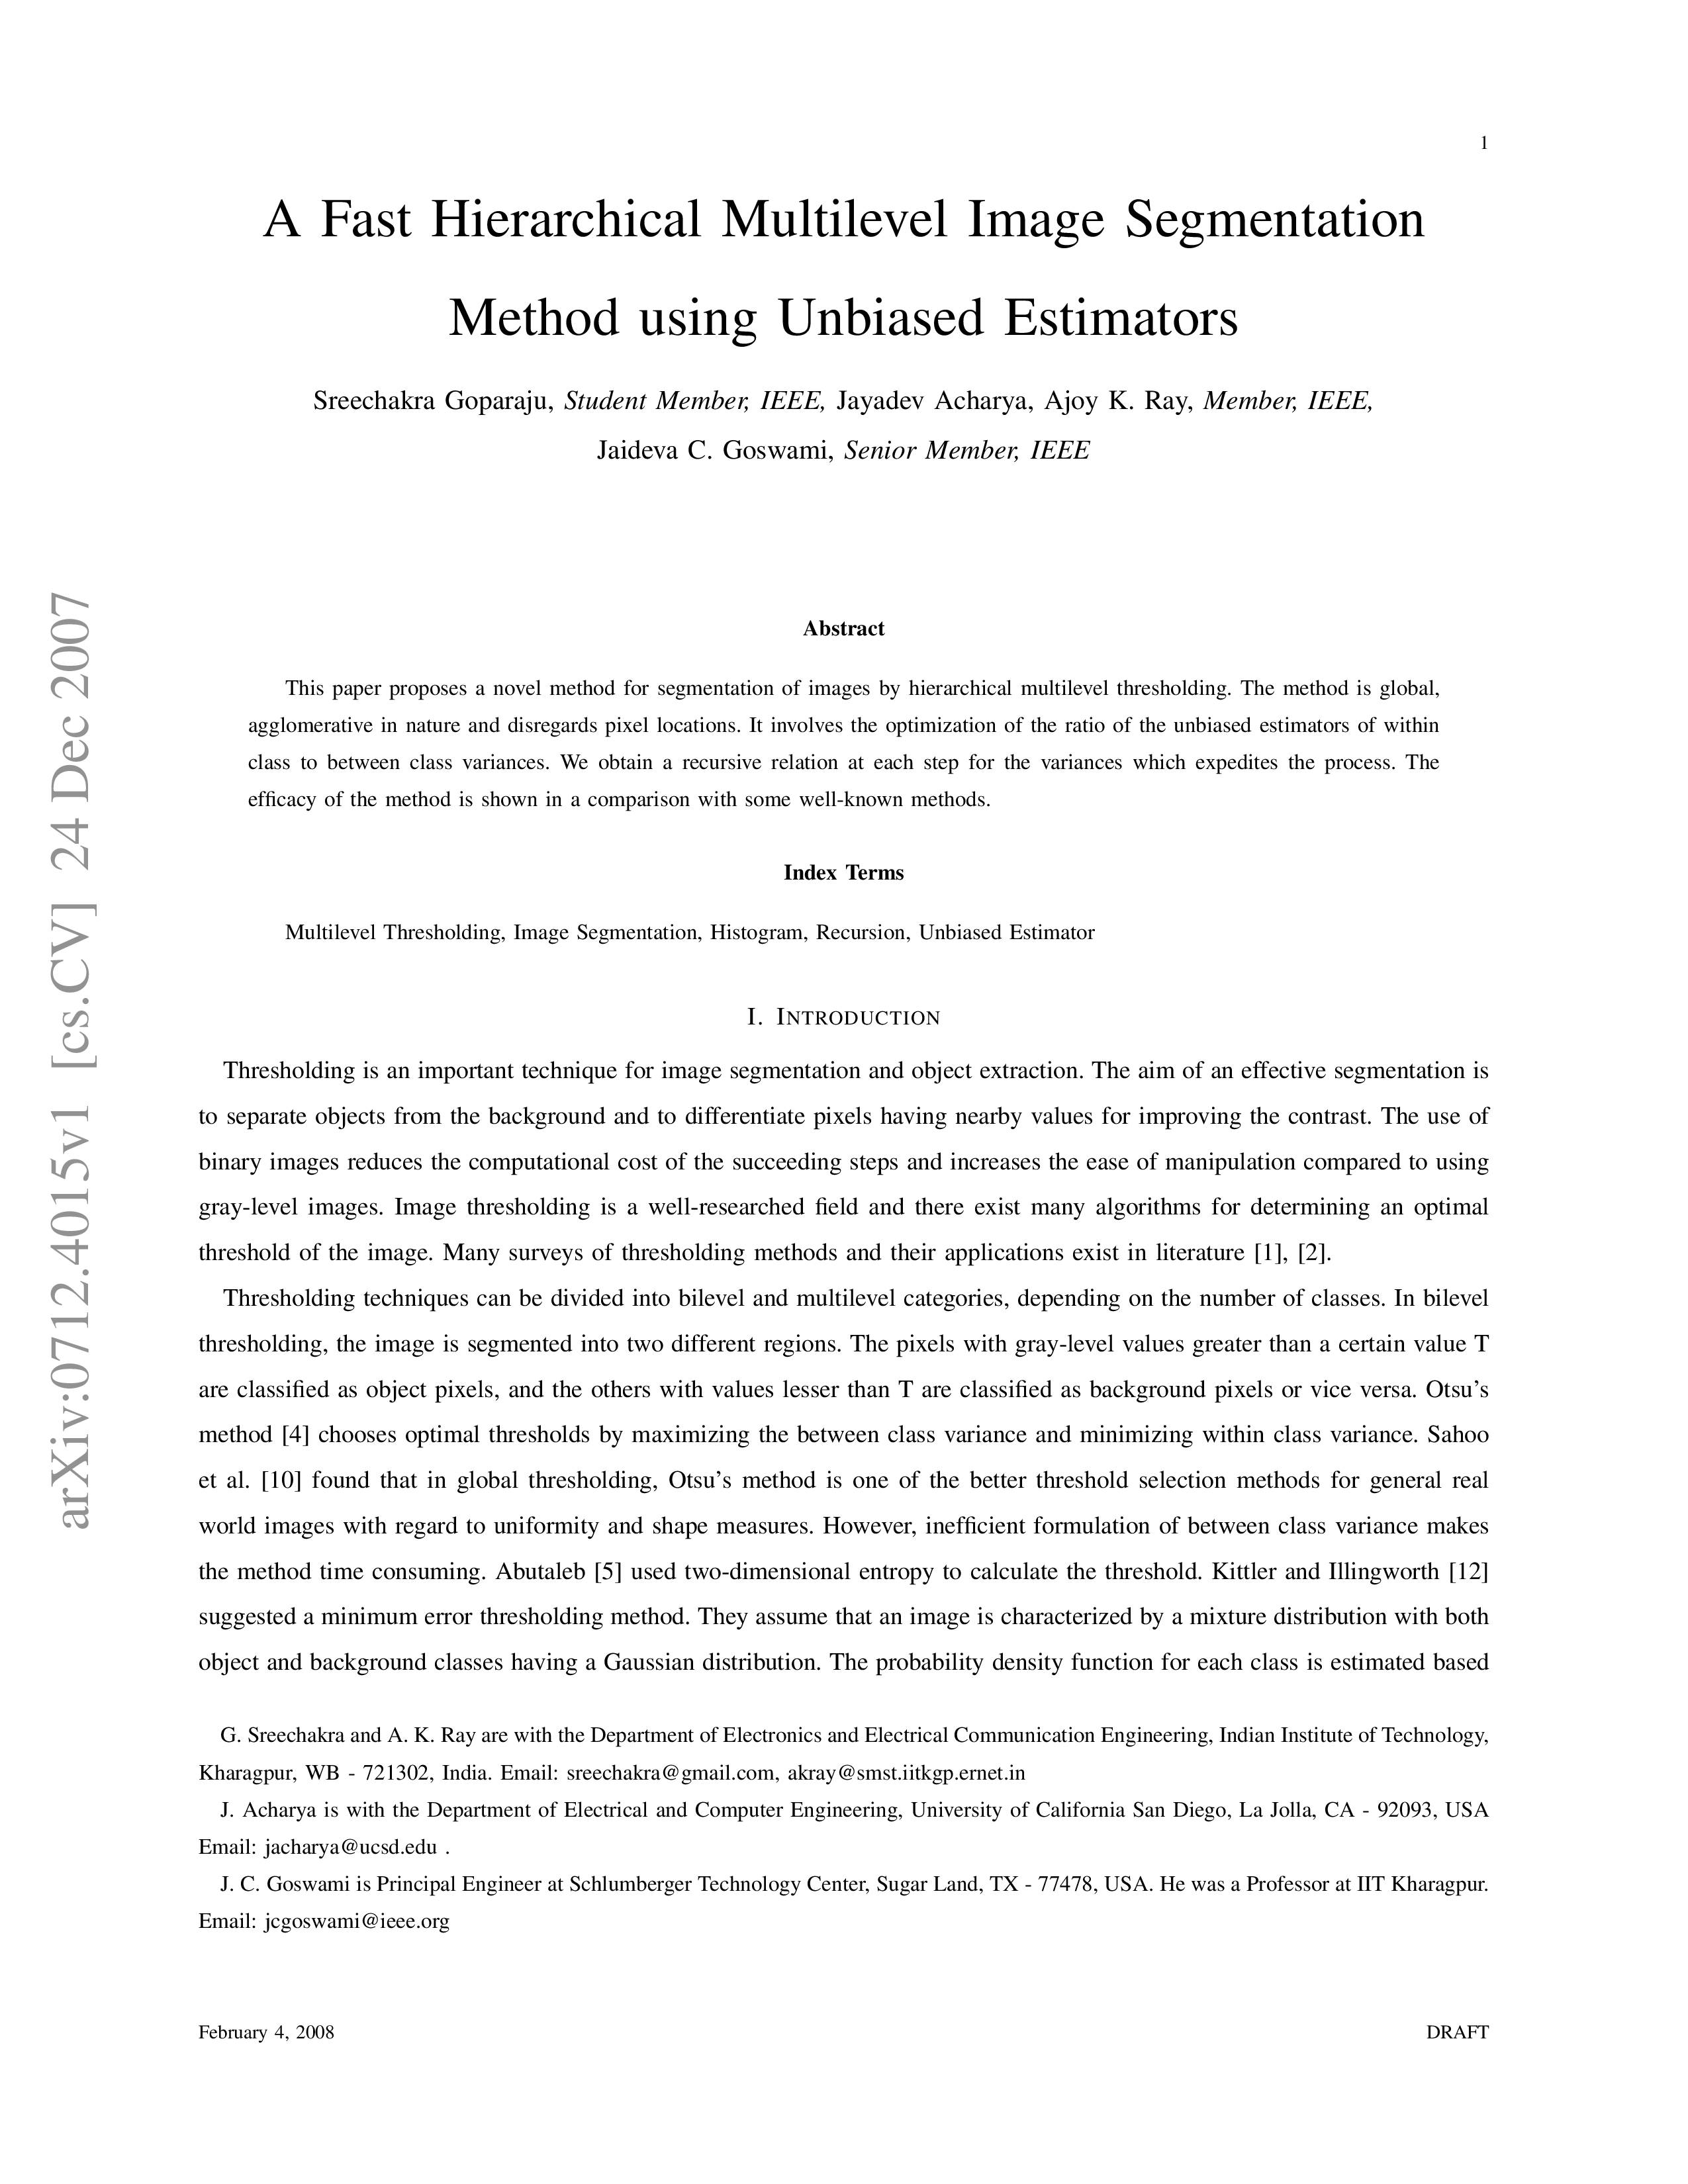 1
A Fast Hierarchical Multilevel Image Segmentation
Method using Unbiased Estimators
Sreechakra Goparaju, Student Member, IEEE, Jayadev Acharya, Ajoy K. Ray, Member, IEEE,
Jaideva C. Goswami, Senior Member, IEEE
arXiv:0712.4015v1 [cs.CV] 24 Dec 2007
Abstract
This paper proposes a novel method for segmentation of images by hierarchical multilevel thresholding. The method is global,
agglomerative in nature and disregards pixel locations. It involves the optimization of the ratio of the unbiased estimators of within
class to between class variances. We obtain a recursive relation at each step for the variances which expedites the process. The
efficacy of the method is shown in a comparison with some well-known methods.
Index Terms
Multilevel Thresholding, Image Segmentation, Histogram, Recursion, Unbiased Estimator
I. INTRODUCTION
Thresholding is an important technique for image segmentation and object extraction. The aim of an effective segmentation is
to separate objects from the background and to differentiate pixels having nearby values for improving the contrast. The use of
binary images reduces the computational cost of the succeeding steps and increases the ease of manipulation compared to using
gray-level images. Image thresholding is a well-researched field and there exist many algorithms for determining an optimal
threshold of the image. Many surveys of thresholding methods and their applications exist in literature [1], [2].
Thresholding techniques can be divided into bilevel and multilevel categories, depending on the number of classes. In bilevel
thresholding, the image is segmented into two different regions. The pixels with gray-level values greater than a certain value T
are classified as object pixels, and the others with values lesser than T are classified as background pixels or vice versa. Otsu's
method [4] chooses optimal thresholds by maximizing the between class variance and minimizing within class variance. Sahoo
et al. [10] found that in global thresholding, Otsu's method is one of the better threshold selection methods for general real
world images with regard to uniformity and shape measures. However, inefficient formulation of between class variance makes
the method time consuming. Abutaleb [5] used two-dimensional entropy to calculate the threshold. Kittler and Illingworth [12]
suggested a minimum error thresholding method. They assume that an image is characterized by a mixture distribution with both
object and background classes having a Gaussian distribution. The probability density function for each class is estimated based
G. Sreechakra and A. K. Ray are with the Department of Electronics and Electrical Communication Engineering, Indian Institute of Technology,
Kharagpur, WB - 721302, India. Email: sreechakra@gmail.com, akray@smst.iitkgp.ernet.in
J. Acharya is with the Department of Electrical and Computer Engineering, University of California San Diego, La Jolla, CA - 92093, USA
Email: jacharya@ucsd.edu .
J. C. Goswami is Principal Engineer at Schlumberger Technology Center, Sugar Land, TX - 77478, USA. He was a Professor at IIT Kharagpur.
Email: jcgoswami@ieee.org
February 4, 2008
DRAFT